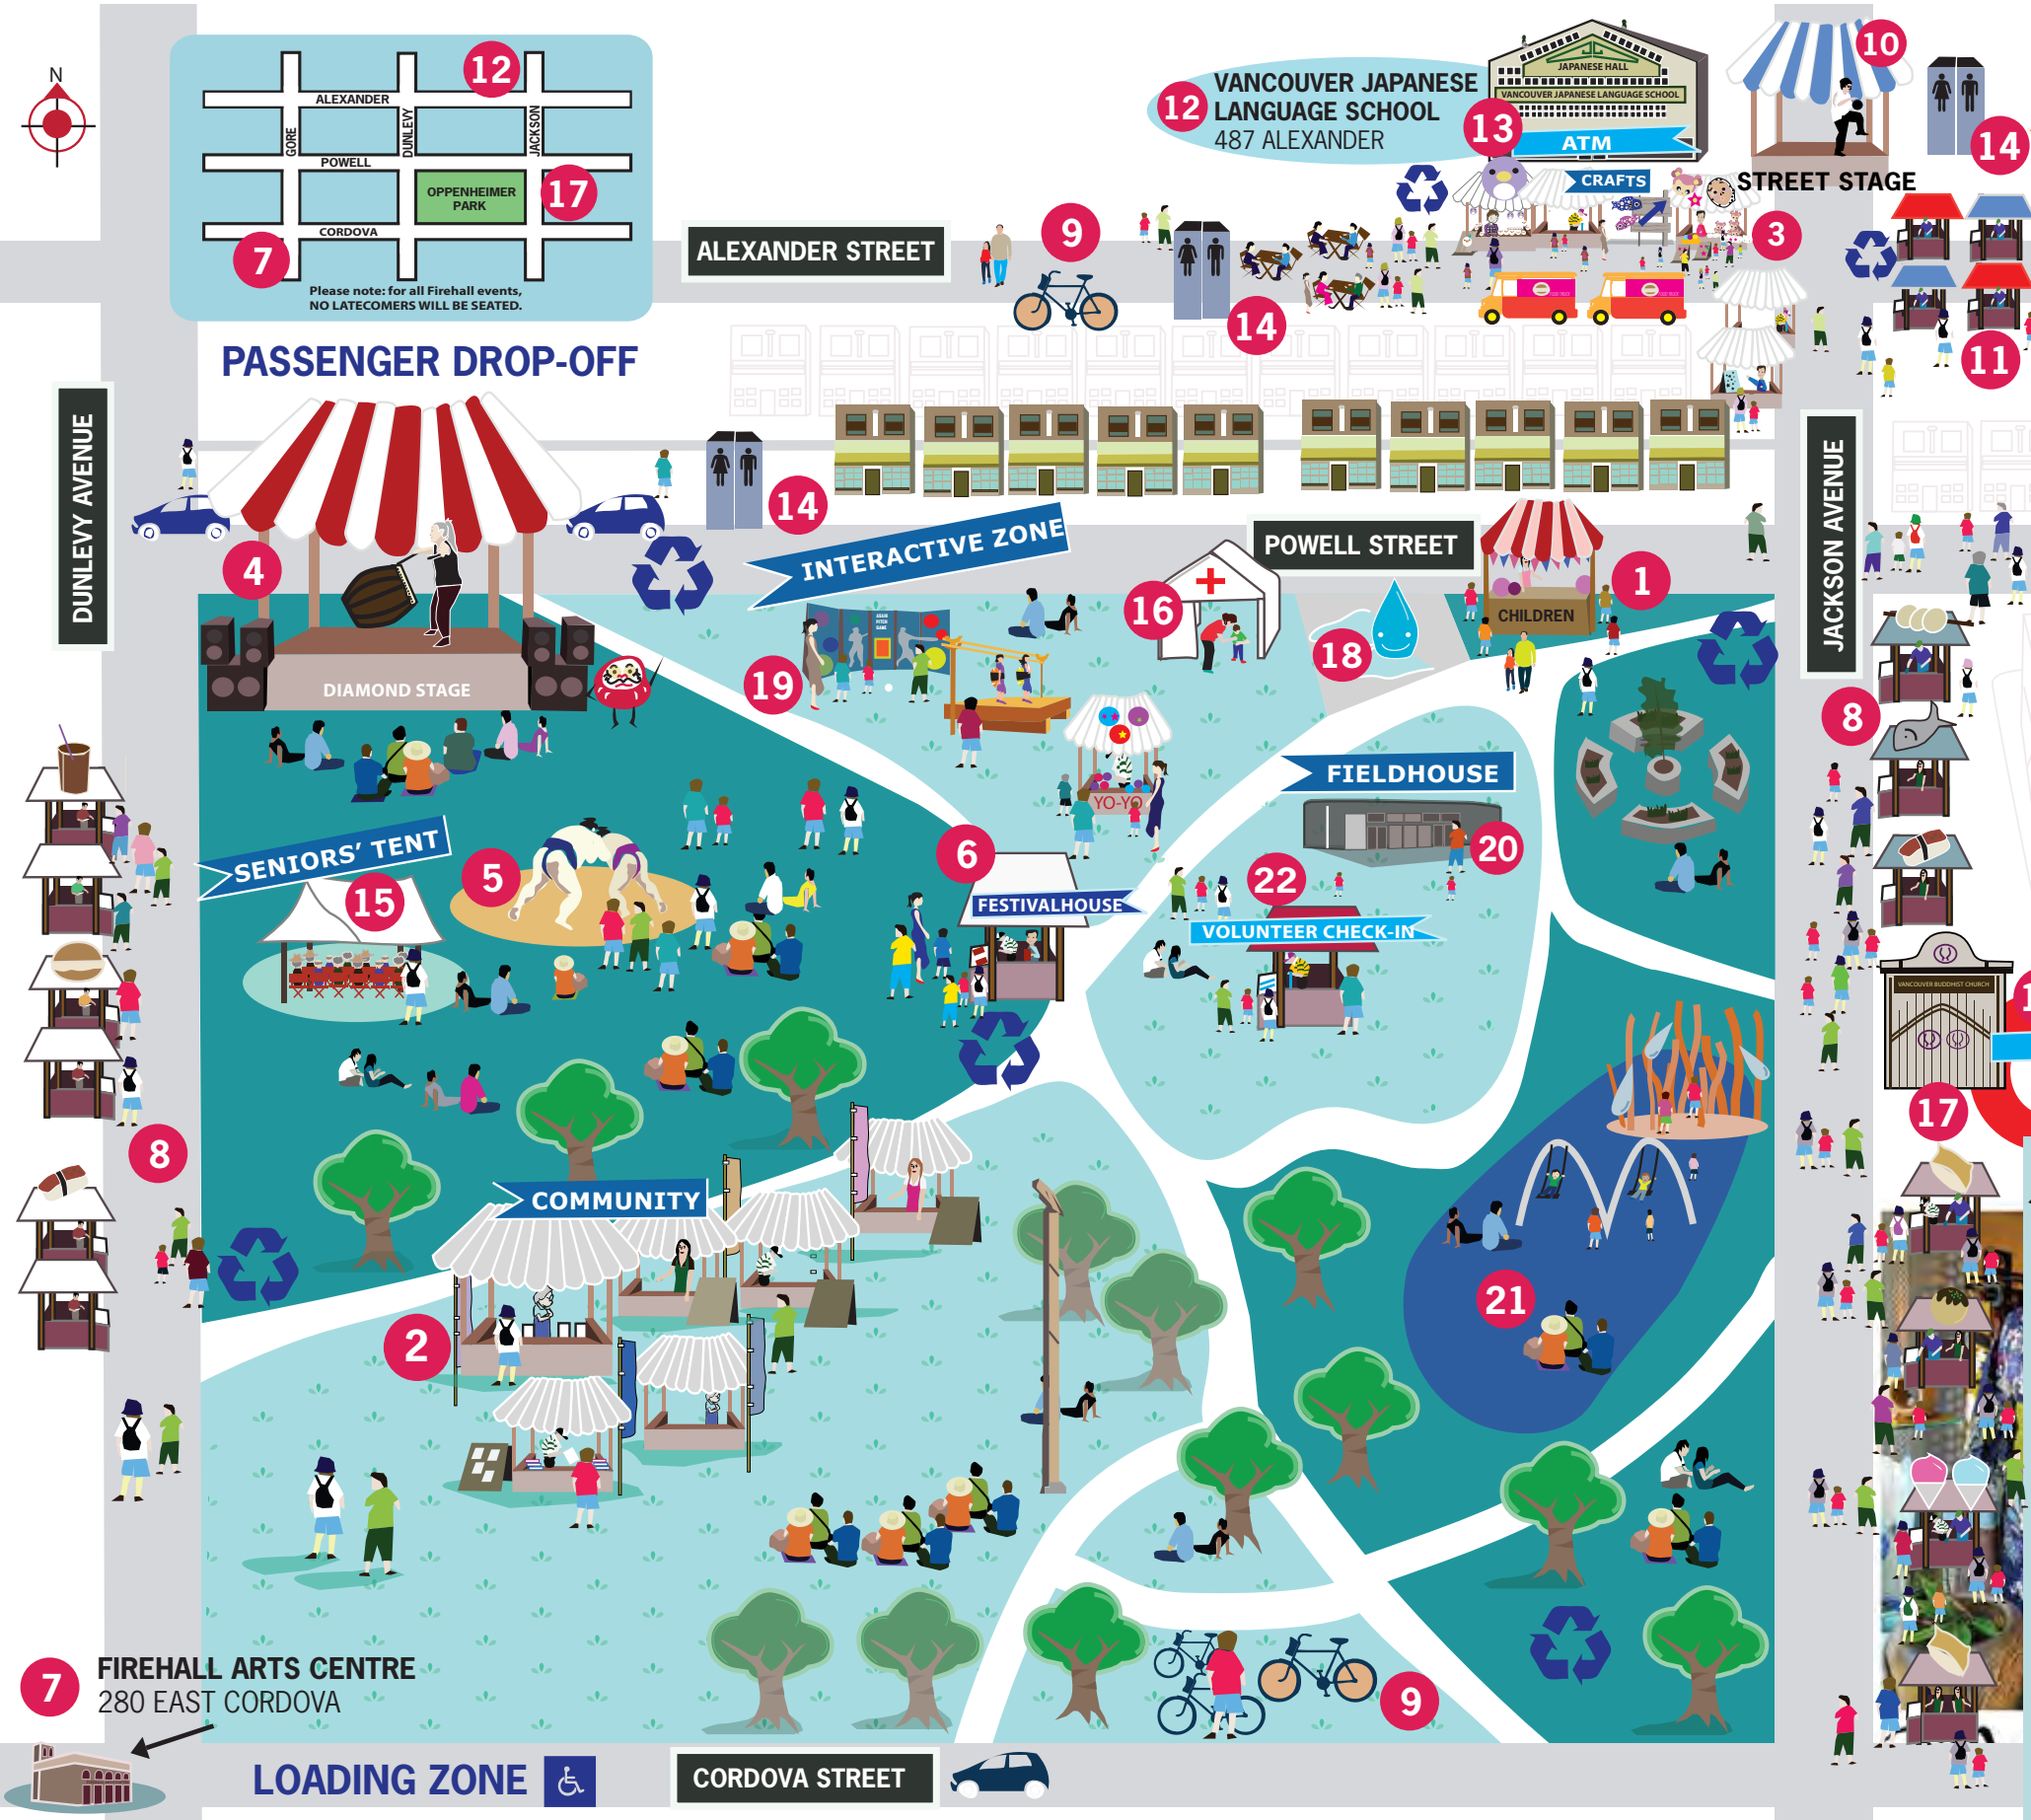 N
12
ALEXANDER
GORE
DUNLEVY
JACKSON
POWELL
OPPENHEIMER
PARK
17
CORDOVA
7
Please note: for all Firehall events,
NO LATECOMERS WILL BE SEATED.
12
VANCOUVER JAPANESE
LANGUAGE SCHOOL
487 ALEXANDER
JAPANESE HALL
VANCOUVER JAPANESE LANGUAGE SCHOOL
13
ATM
CRAFTS
10
14
STREET STAGE
3
ALEXANDER STREET
9
14
11
PASSENGER DROP-OFF
DUNLEVY AVENUE
JACKSON AVENUE
14
4
INTERACTIVE ZONE
POWELL STREET
16
1
CHILDREN
18
DIAMOND STAGE
19
8
YO-YO
FIELDHOUSE
20
SENIORS' TENT
15
5
6
FESTIVALHOUSE
22
VOLUNTEER CHECK-IN
VANCOUVER BUDDHIST CHURCH
1
17
8
COMMUNITY
2
21
7
FIREHALL ARTS CENTRE
280 EAST CORDOVA
9
LOADING ZONE
CORDOVA STREET